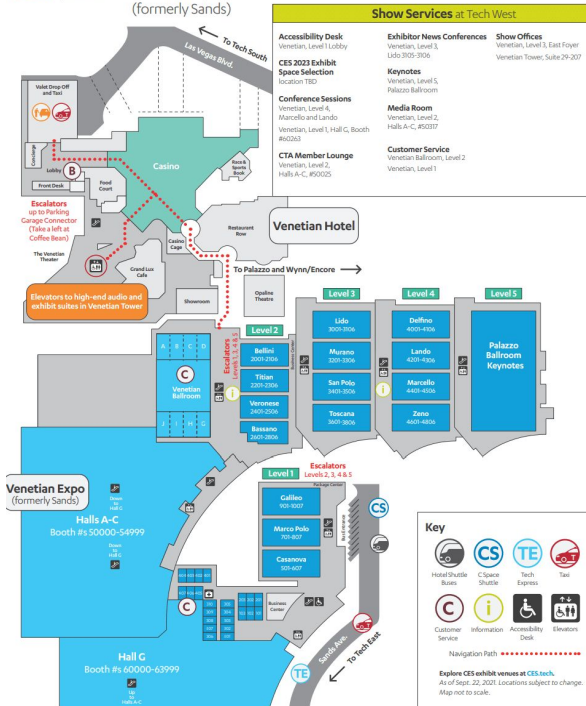 (formerly Sands)
Show Services at Tech West
Accessibility Desk
Venetian, Level 1 Lobby
CES 2023 Exhibit
Space Selection
location TBD
Conference Sessions
Venetian, Level 4,
Marcello and Lando
Venetian, Level 1, Hall G, Booth
#60263
CTA Member Lounge
Venetian, Level 2,
Halls A-C, #50025
Exhibitor News Conferences
Venetian, Level 3,
Lido 3105-3106
Keynotes
Venetian, Level 5,
Palazzo Ballroom
Media Room
Venetian, Level 2,
Halls A-C, #50317
Customer Service
Venetian Ballroom, Level 2
Venetian, Level 1
Show Offices
Venetian, Level 3, East Foyer
Venetian Tower, Suite 29-207
To Tech South
Las Vegas Blvd.
Valet Drop Off
and Taxi
Concierge
Lobby
C
B
Front Desk
Food
Court
Casino
Race &
Sports
Book
Escalators
up to Parking
Garage Connector
(Take a left at
Coffee Bean)
The Venetian
Theater
Casino
Cage
Restaurant
Row
Venetian Hotel
Grand Lux
Cafe
To Palazzo and Wynn/Encore
Elevators to high-end audio and
exhibit suites in Venetian Tower
Showroom
Opaline
Theatre
Level 2
Level 3
Level 4
Level 5
A B C D
C
Venetian
Ballroom
J I H G
Escalators
Levels 1, 3, 4 & 5
i
Bellini
2001-2106
Titian
2201-2306
Veronese
2401-2506
Bassano
2601-2806
Business Center
Lido
3001-3106
Murano
3201-3306
San Polo
3401-3506
Toscana
3601-3806
i
Delfino
4001-4106
Lando
4201-4306
Marcello
4401-4506
Zeno
4601-4806
Palazzo
Ballroom
Keynotes
Venetian Expo
(formerly Sands)
Down
to
Hall G
Halls A-C
Booth #s 50000-54999
Down
to
Hall G
Level 1
Escalators
Levels 2, 3, 4 & 5
Package Center
Galileo
901-1007
Marco Polo
701-807
Casanova
501-607
Bus Entrance
CS
C
Business
Center
Hall G
Booth #s 60000-63999
Up
to
Halls A-C
Sands Ave.
To Tech East
TE
Key
Hotel Shuttle
Buses
CS
C Space
Shuttle
TE
Tech
Express
Taxi
C
Customer
Service
i
Information
Accessibility
Desk
Elevators
Navigation Path
Explore CES exhibit venues at CES.tech.
As of Sept. 22, 2021. Locations subject to change.
Map not to scale.